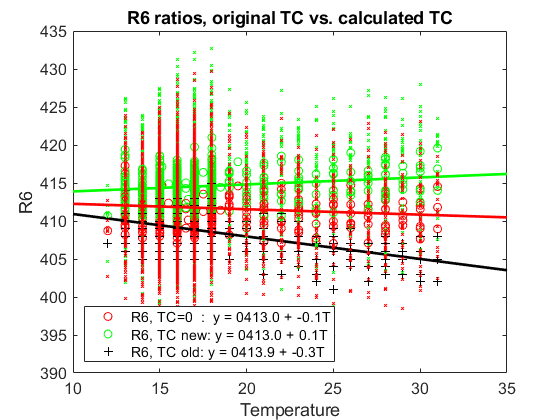 R6 ratios, original TC vs. calculated TC
435
430
425
420
415
410
405
400
395
390
R6
R6, TC=0 : y = 0413.0 + -0.1T
R6, TC new: y = 0413.0 + 0.1T
R6, TC old: y = 0413.9 + -0.3T
10 15 20 25 30 35
Temperature